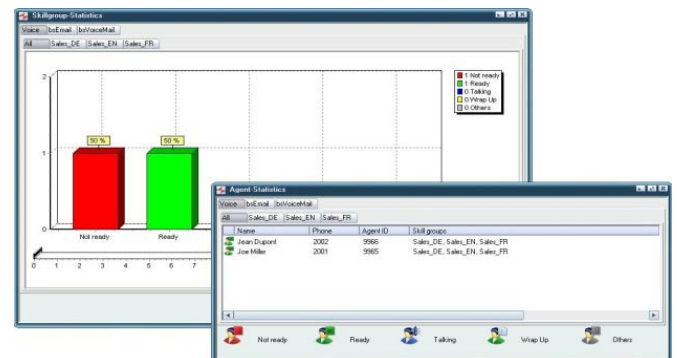 Skillgroup-Statistics
Voice bsEmail bsVoiceMail
All Sales_DE Sales_EN Sales_FR
2
1 Not ready
1 Ready
0 Talking
0 Wrap Up
0 Others
50 % 50 %
1
0
Not ready Ready
0 1 2 3 4 5 6 7
Agent-Statistics
Voice bsEmail bsVoiceMail
All Sales_DE Sales_EN Sales_FR
Name Phone Agent ID Skill groups
Jean Dupont 2002 9966 Sales_DE, Sales_EN, Sales_FR
Joe Miller 2001 9965 Sales_DE, Sales_EN, Sales_FR
Not ready Ready Talking Wrap Up Others